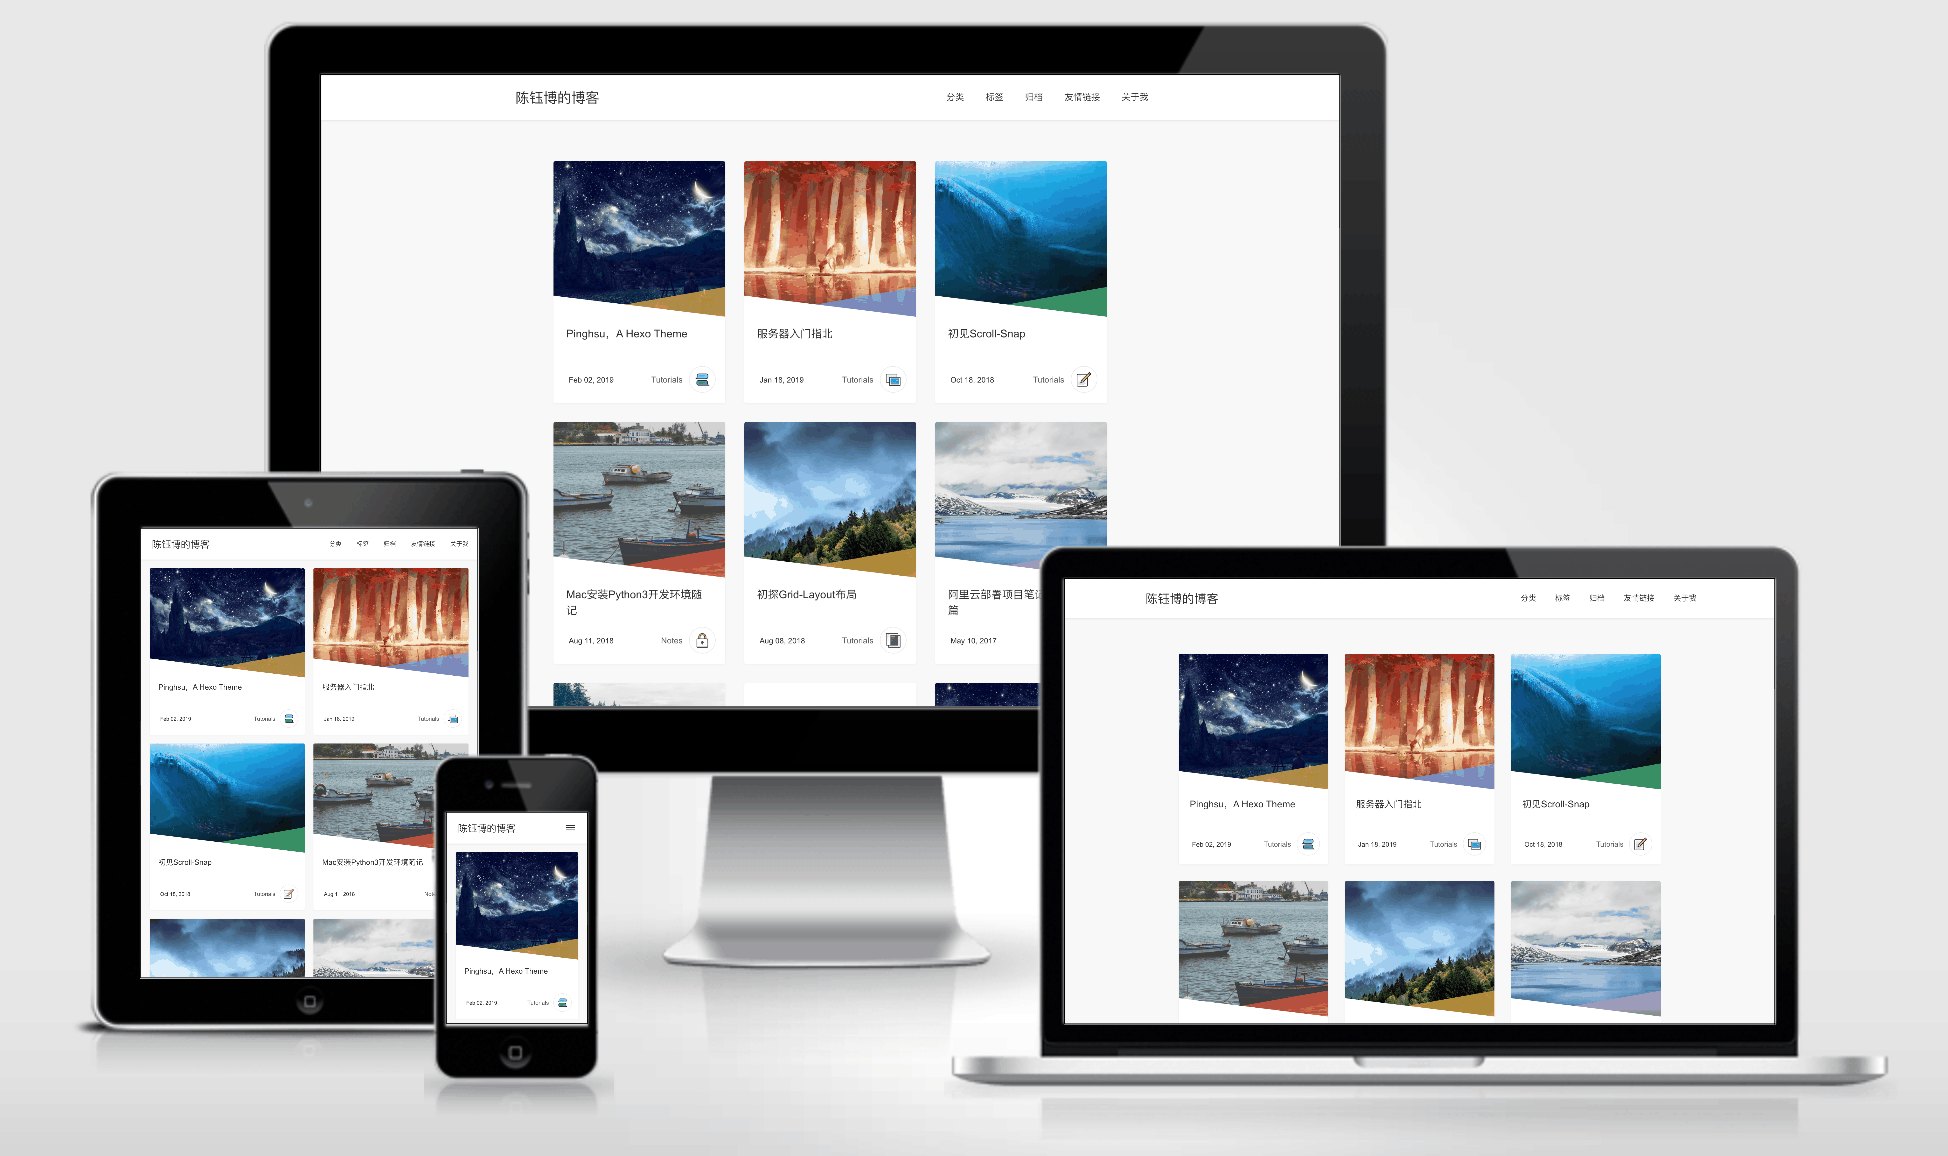 陈钰博的博客
分类 标签 归档 友情链接 关于我
Pinghsu，A Hexo Theme
Feb 02, 2019 Tutorials
服务器入门指北
Jan 18, 2019 Tutorials
初见Scroll-Snap
Oct 18, 2018 Tutorials
Mac安装Python3开发环境随
记
Aug 11, 2018 Notes
初探Grid-Layout布局
Aug 08, 2018 Tutorials
阿里云部署项目笔记
篇
May 10, 2017
陈钰博的博客
分类 标签 归档 友情链接 关于我
Pinghsu，A Hexo Theme
Feb 02, 2019 Tutorials
服务器入门指北
Jan 18, 2019 Tutorials
初见Scroll-Snap
Oct 18, 2018 Tutorials
Mac安装Python3开发环境随记
Aug 11, 2018
陈钰博的博客
Pinghsu，A Hexo Theme
Feb 02, 2019 Tutorials
陈钰博的博客
分类 标签 归档 友情链接 关于我
Pinghsu，A Hexo Theme
Feb 02, 2019 Tutorials
服务器入门指北
Jan 18, 2019 Tutorials
初见Scroll-Snap
Oct 18, 2018 Tutorials